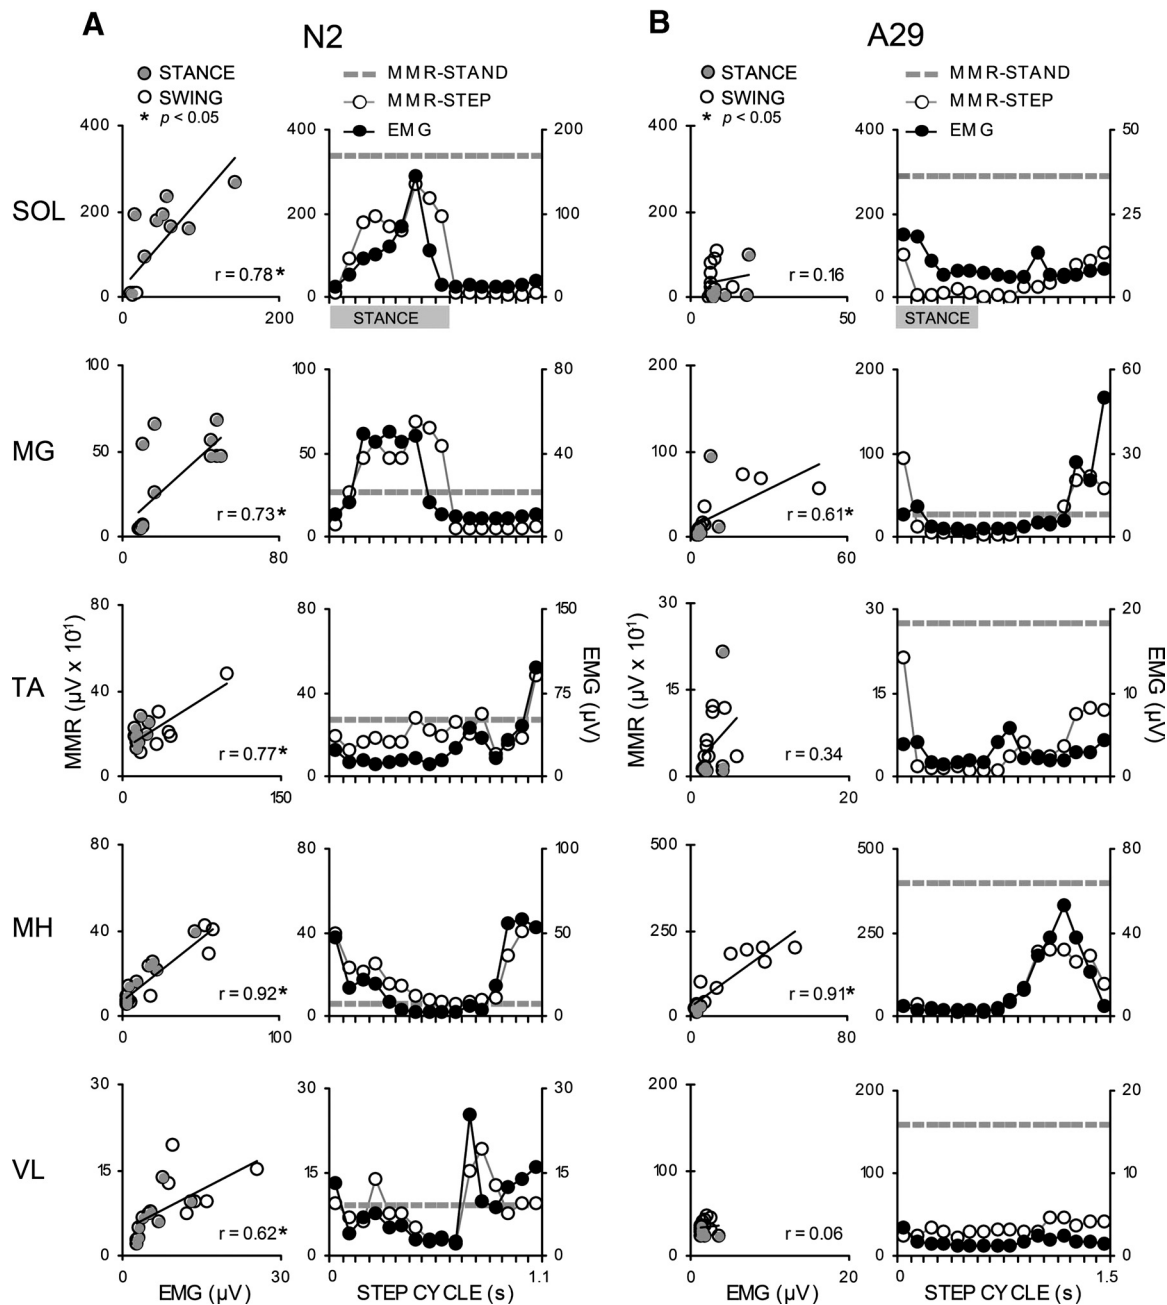 A N2 B A29
STANCE MMR-STAND STANCE MMR-STAND
SWING MMR-STEP SWING MMR-STEP
* p < 0.05 EMG * p < 0.05 EMG
400 400 200 400 400 50
SOL 200 200 100 200 200 25
r = 0.78* r = 0.16
0 0 0 0 0 0
0 200 STANCE 0 50 STANCE
100 100 80 200 200 60
MG 50 50 40 100 100 30
r = 0.73* r = 0.61*
0 0 0 0 0 0
0 80 0 60
80 80 150 30 30 20
TA MMR (µV x 10-1) 40 40 75 EMG (µV) MMR (µV x 10-1) 15 15 10 EMG (µV)
r = 0.77* r = 0.34
0 0 0 0 0 0
0 150 0 20
80 80 100 500 500 80
MH 40 40 50 250 250 40
r = 0.92* r = 0.91*
0 0 0 0 0 0
0 100 0 80
30 30 30 200 200 20
VL 15 15 15 100 100 10
r = 0.62* r = 0.06
0 0 0 0 0 0
0 30 0 1.1 0 20 0 1.5
EMG (µV) STEP CYCLE (s) EMG (µV) STEP CYCLE (s)